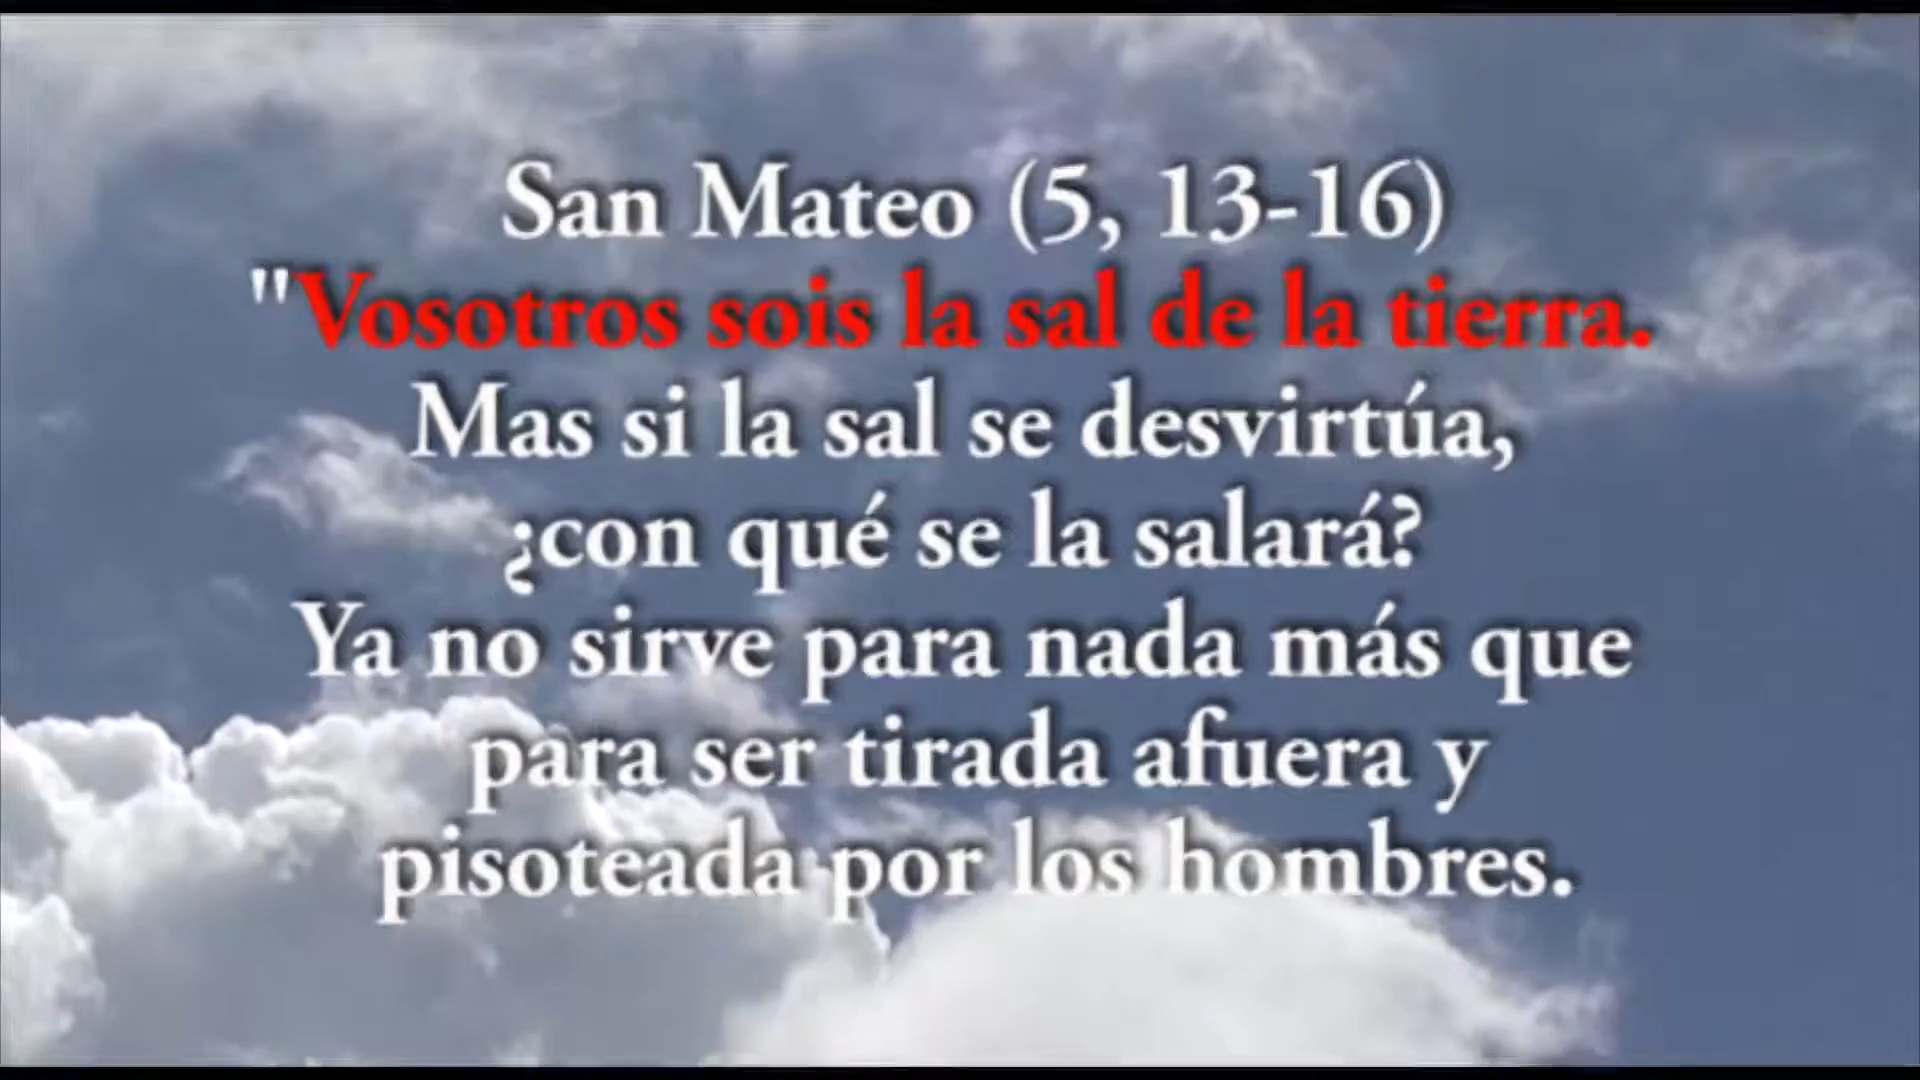 San Mateo (5, 13-16)
"Vosotros sois la sal de la tierra.
Mas si la sal se desvirtúa,
¿con qué se la salará?
Ya no sirve para nada más que
para ser tirada afuera y
pisoteada por los hombres.